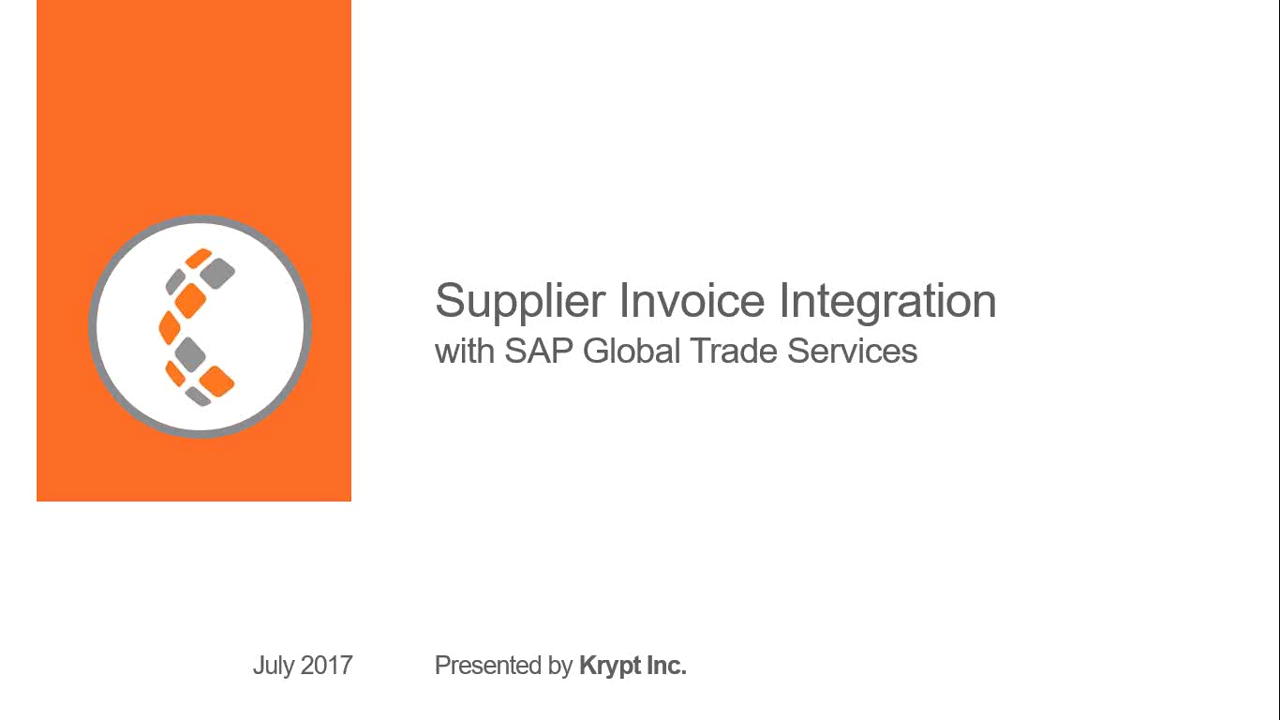 Supplier Invoice Integration
with SAP Global Trade Services
July 2017
Presented by Krypt Inc.